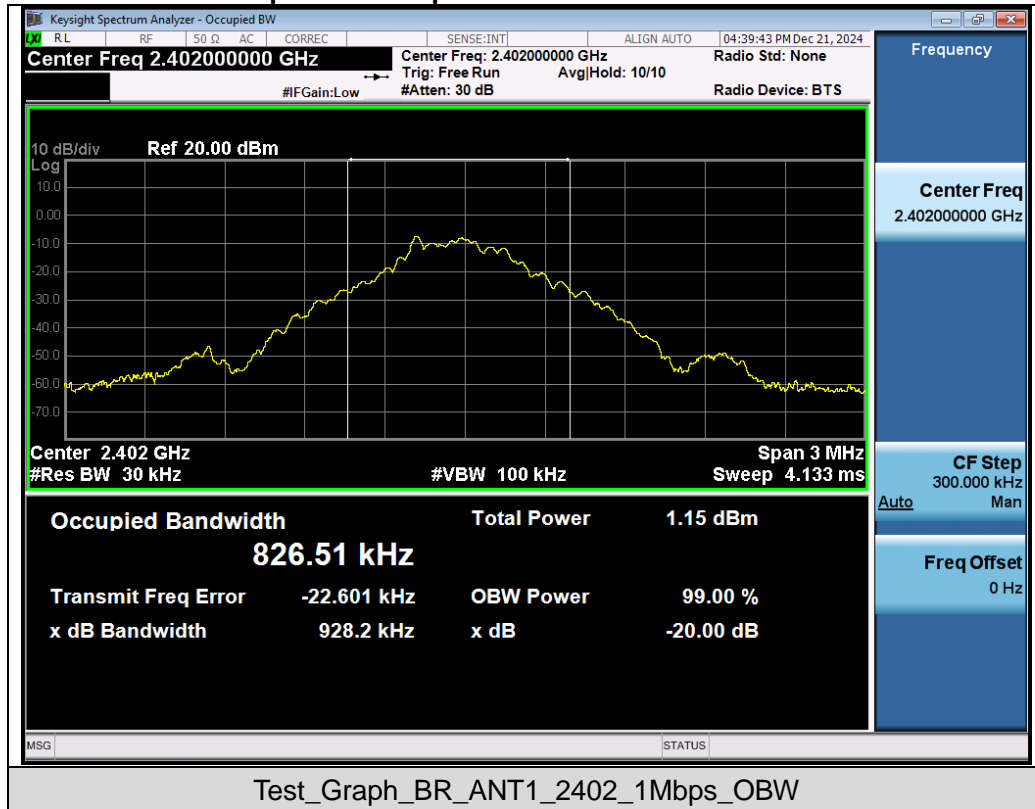 Keysight Spectrum Analyzer - Occupied BW
LXI RL RF 50 Ω AC CORREC SENSE:INT ALIGN AUTO 04:39:43 PM Dec 21, 2024
Center Freq 2.402000000 GHz
Center Freq: 2.402000000 GHz
Radio Std: None
Trig: Free Run Avg|Hold: 10/10
#IFGain:Low
#Atten: 30 dB
Radio Device: BTS
10 dB/div Ref 20.00 dBm
Log
10.0
0.00
-10.0
-20.0
-30.0
-40.0
-50.0
-60.0
-70.0
Center 2.402 GHz Span 3 MHz
#Res BW 30 kHz #VBW 100 kHz Sweep 4.133 ms
Occupied Bandwidth Total Power 1.15 dBm
826.51 kHz
Transmit Freq Error -22.601 kHz OBW Power 99.00 %
x dB Bandwidth 928.2 kHz x dB -20.00 dB
Frequency
Center Freq
2.402000000 GHz
CF Step
300.000 kHz
Auto Man
Freq Offset
0 Hz
MSG STATUS
Test_Graph_BR_ANT1_2402_1Mbps_OBW